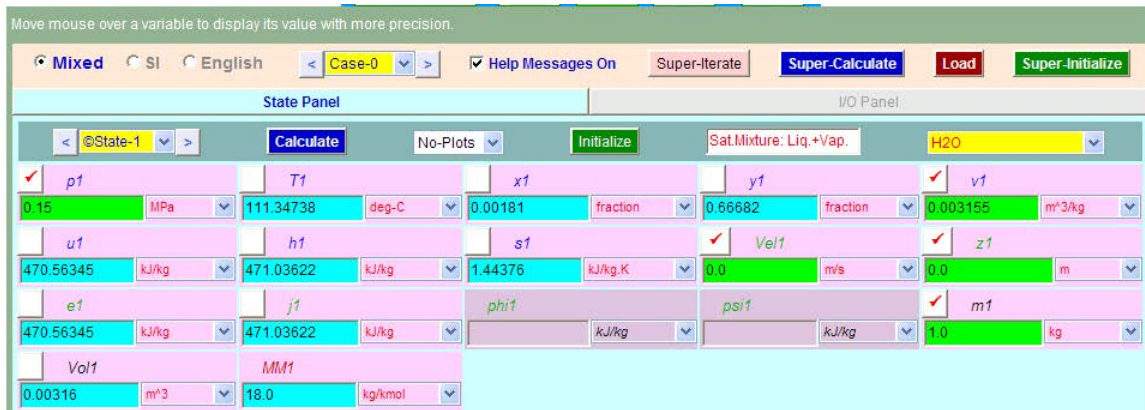 Move mouse over a variable to display its value with more precision.
Mixed SI English < Case-0 > Help Messages On Super-Iterate Super-Calculate Load Super-Initialize
State Panel I/O Panel
< ©State-1 > Calculate No-Plots Initialize Sat.Mixture: Liq.+Vap. H2O
p1 T1 x1 y1 v1
0.15 MPa 111.34738 deg-C 0.00181 fraction 0.66682 fraction 0.003155 m^3/kg
u1 h1 s1 Vel1 z1
470.56345 kJ/kg 471.03622 kJ/kg 1.44376 kJ/kg.K 0.0 m/s 0.0 m
e1 j1 phi1 psi1 m1
470.56345 kJ/kg 471.03622 kJ/kg kJ/kg kJ/kg 1.0 kg
Vol1 MM1
0.00316 m^3 18.0 kg/kmol